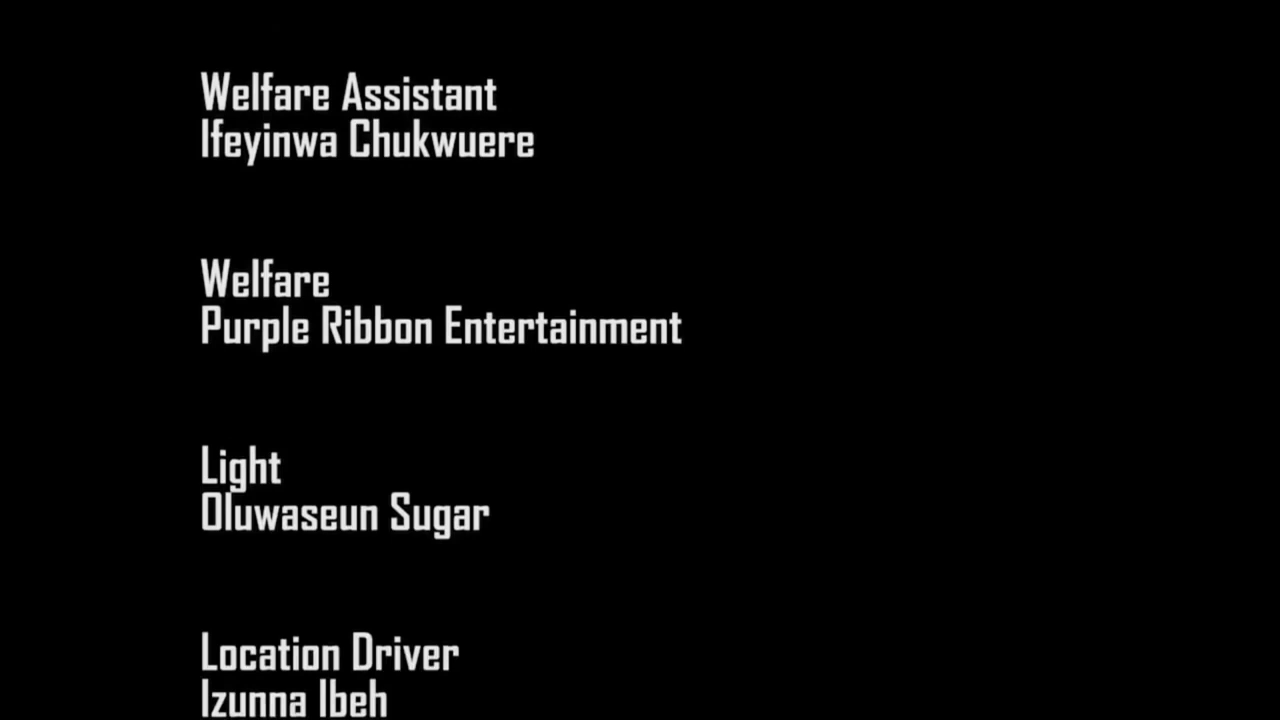 Welfare Assistant
Ifeyinwa Chukwuere
Welfare
Purple Ribbon Entertainment
Light
Oluwaseun Sugar
Location Driver
Izunna Ibeh